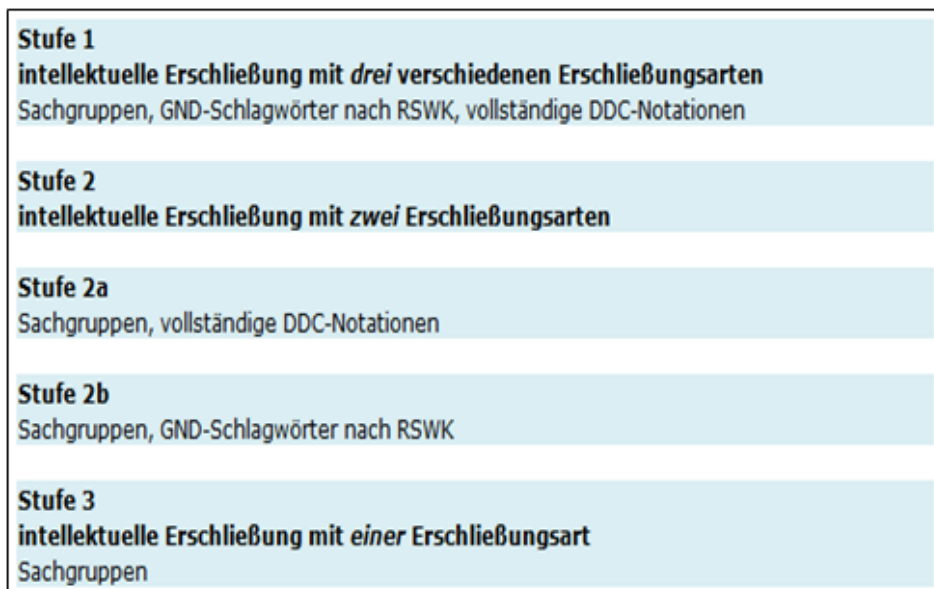 Stufe 1
intellektuelle Erschließung mit drei verschiedenen Erschließungsarten
Sachgruppen, GND-Schlagwörter nach RSWK, vollständige DDC-Notationen
Stufe 2
intellektuelle Erschließung mit zwei Erschließungsarten
Stufe 2a
Sachgruppen, vollständige DDC-Notationen
Stufe 2b
Sachgruppen, GND-Schlagwörter nach RSWK
Stufe 3
intellektuelle Erschließung mit einer Erschließungsart
Sachgruppen